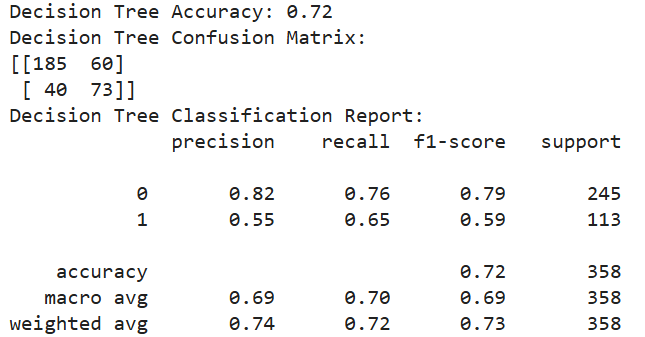 Decision Tree Accuracy: 0.72
Decision Tree Confusion Matrix:
[[185  60]
 [ 40  73]]
Decision Tree Classification Report:
              precision    recall  f1-score   support

           0       0.82      0.76      0.79       245
           1       0.55      0.65      0.59       113

    accuracy                           0.72       358
   macro avg       0.69      0.70      0.69       358
weighted avg       0.74      0.72      0.73       358